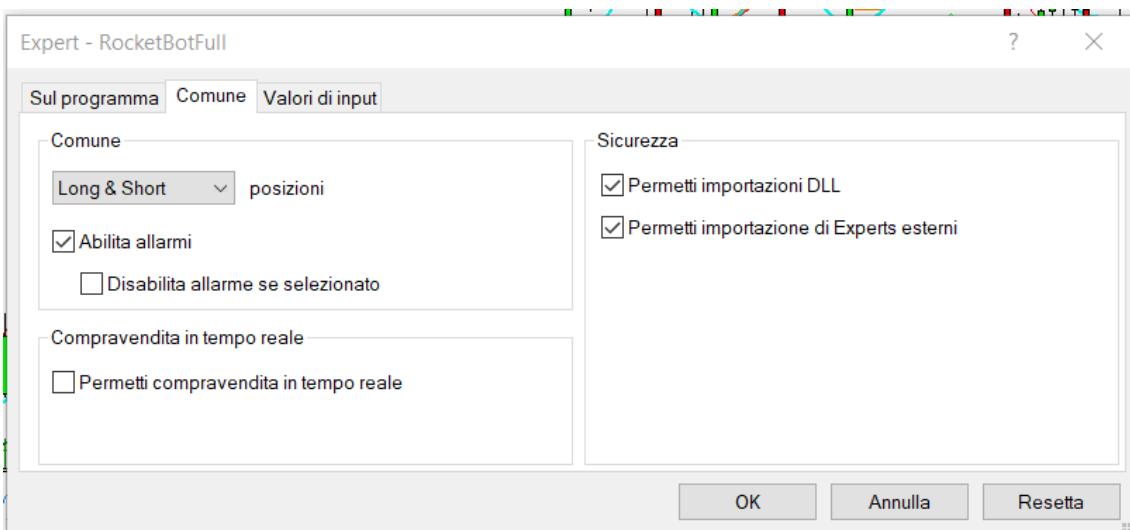 Expert - RocketBotFull
?
Sul programma
Comune
Valori di input
Comune
Long & Short
posizioni
Abilita allarmi
Disabilita allarme se selezionato
Compravendita in tempo reale
Permetti compravendita in tempo reale
Sicurezza
Permetti importazioni DLL
Permetti importazione di Experts esterni
OK
Annulla
Resetta